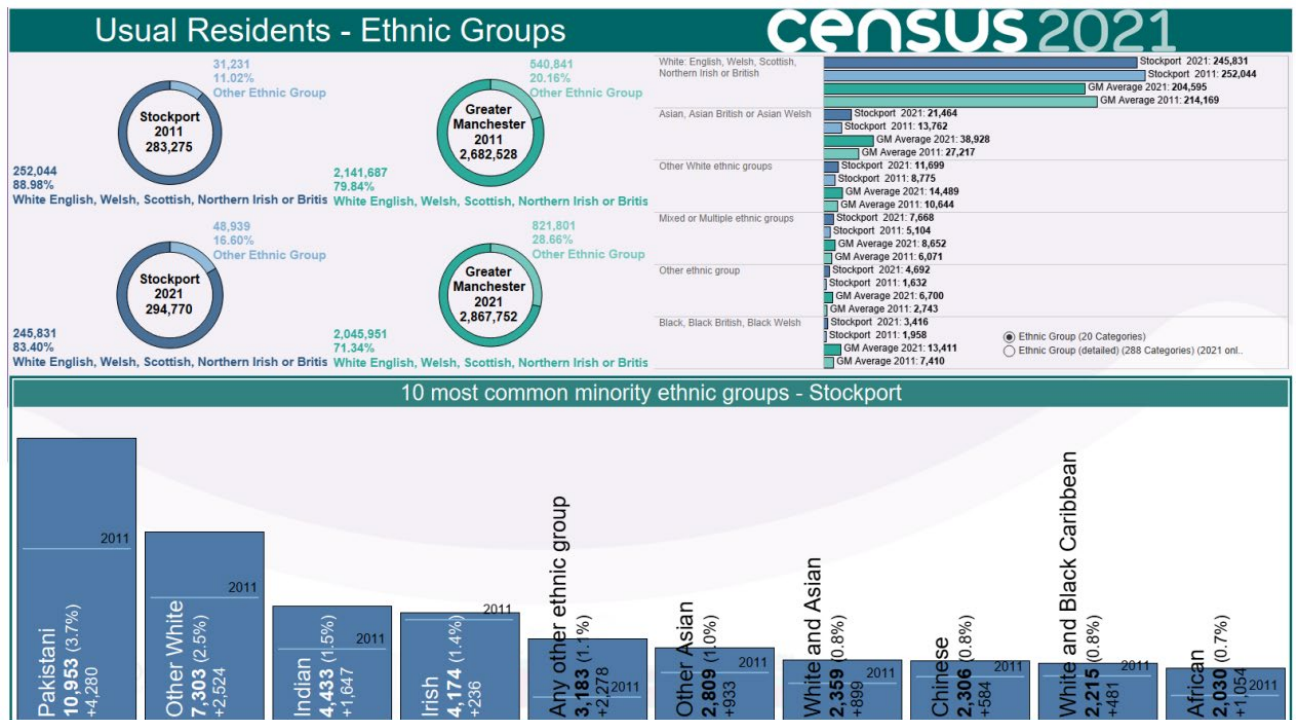 Usual Residents - Ethnic Groups
census 2021
31,231
11.02%
Other Ethnic Group
Stockport
2011
283,275
252,044
88.98%
White English, Welsh, Scottish, Northern Irish or Britis
540,841
20.16%
Other Ethnic Group
Greater
Manchester
2011
2,682,528
2,141,687
79.84%
White English, Welsh, Scottish, Northern Irish or Britis
48,939
16.60%
Other Ethnic Group
Stockport
2021
294,770
245,831
83.40%
White English, Welsh, Scottish, Northern Irish or Britis
821,801
28.66%
Other Ethnic Group
Greater
Manchester
2021
2,867,752
2,045,951
71.34%
White English, Welsh, Scottish, Northern Irish or Britis
White: English, Welsh, Scottish,
Northern Irish or British
Stockport 2021: 245,831
Stockport 2011: 252,044
GM Average 2021: 204,595
GM Average 2011: 214,169
Asian, Asian British or Asian Welsh
Stockport 2021: 21,464
Stockport 2011: 13,762
GM Average 2021: 38,928
GM Average 2011: 27,217
Other White ethnic groups
Stockport 2021: 11,699
Stockport 2011: 8,775
GM Average 2021: 14,489
GM Average 2011: 10,644
Mixed or Multiple ethnic groups
Stockport 2021: 7,668
Stockport 2011: 5,104
GM Average 2021: 8,652
GM Average 2011: 6,071
Other ethnic group
Stockport 2021: 4,692
Stockport 2011: 1,632
GM Average 2021: 6,700
GM Average 2011: 2,743
Black, Black British, Black Welsh
Stockport 2021: 3,416
Stockport 2011: 1,958
GM Average 2021: 13,411
GM Average 2011: 7,410
Ethnic Group (20 Categories)
Ethnic Group (detailed) (288 Categories) (2021 onl..
10 most common minority ethnic groups - Stockport
2011
Pakistani
10,953 (3.7%)
+4,280
2011
Other White
7,303 (2.5%)
+2,524
2011
Indian
4,433 (1.5%)
+1,647
2011
Irish
4,174 (1.4%)
+236
2011
Any other ethnic group
3,183 (1.1%)
+2,278
2011
Other Asian
2,809 (1.0%)
+933
2011
White and Asian
2,359 (0.8%)
+899
2011
Chinese
2,306 (0.8%)
+584
2011
White and Black Caribbean
2,215 (0.8%)
+481
2011
African
2,030 (0.7%)
+1,054